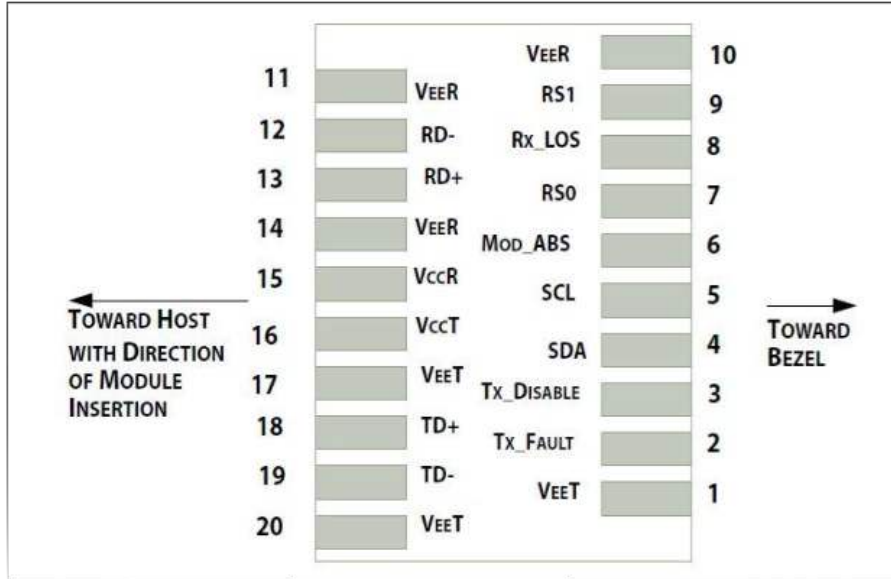 VEER 10
11 VEER
RS1 9
12 RD-
RX_LOS 8
13 RD+
RS0 7
14 VEER
MOD_ABS 6
15 VCCR
SCL 5
TOWARD HOST
WITH DIRECTION
OF MODULE
INSERTION
16 VCCT
SDA 4
TOWARD
BEZEL
17 VEET
TX_DISABLE 3
18 TD+
TX_FAULT 2
19 TD-
VEET 1
20 VEET